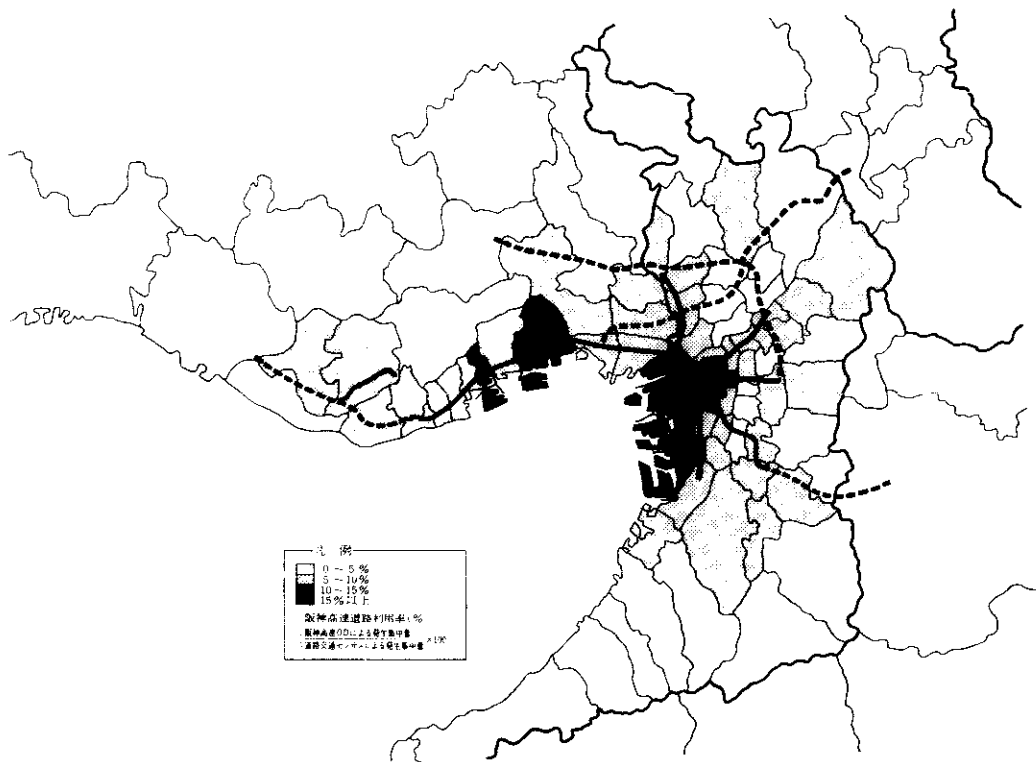 凡例
0 ~ 5 %
5 ~ 10 %
10 ~ 15 %
15 % 以上
阪神高速道路利用率:%
阪神高速ODによる発生集中量
道路交通センサスによる発生集中量
×100